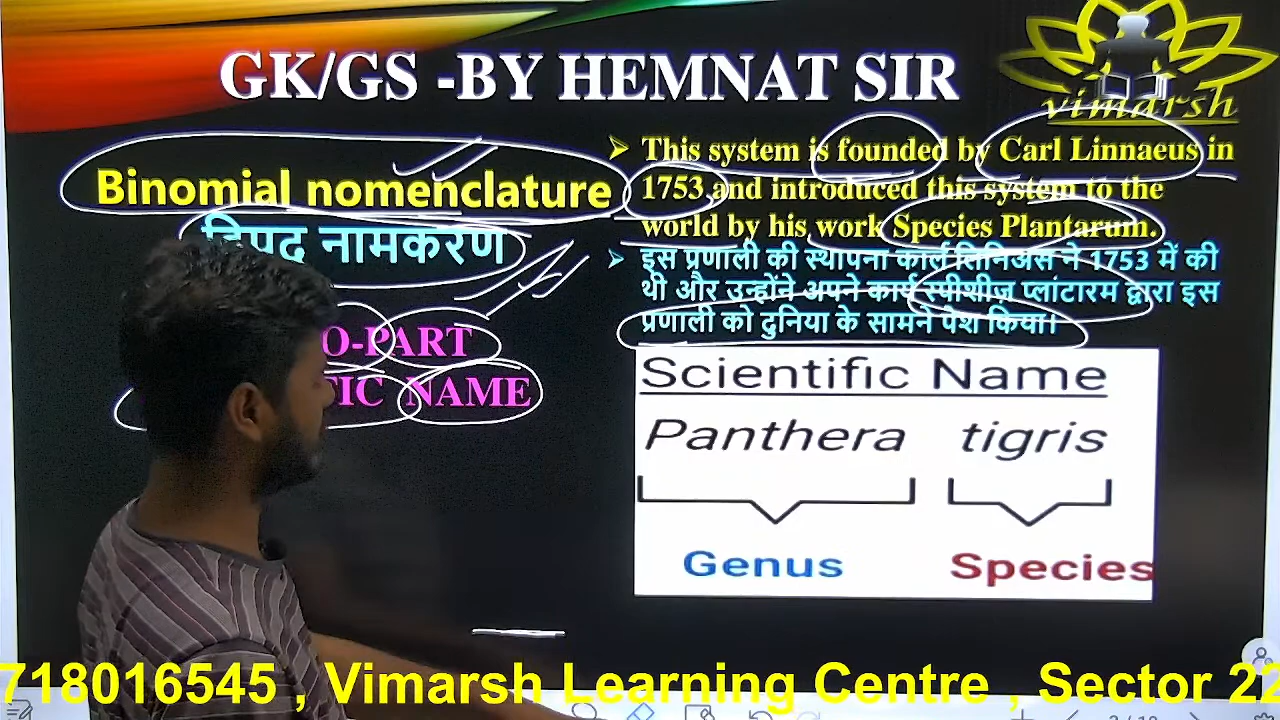 GK/GS -BY HEMNAT SIR
vimarsh
Binomial nomenclature
द्विपद नामकरण
O-PART
FIC NAME
➤ This system is founded by Carl Linnaeus in
1753,and introduced this system to the
world by his work Species Plantarum.
➤ इस प्रणाली की स्थापना कार्ल लिनिअस ने 1753 में की
थी और उन्होंने अपने कार्य स्पीशीज़ प्लांटारम द्वारा इस
प्रणाली को दुनिया के सामने पेश किया।
Scientific Name
Panthera tigris
Genus Species
718016545 , Vimarsh Learning Centre , Sector 22